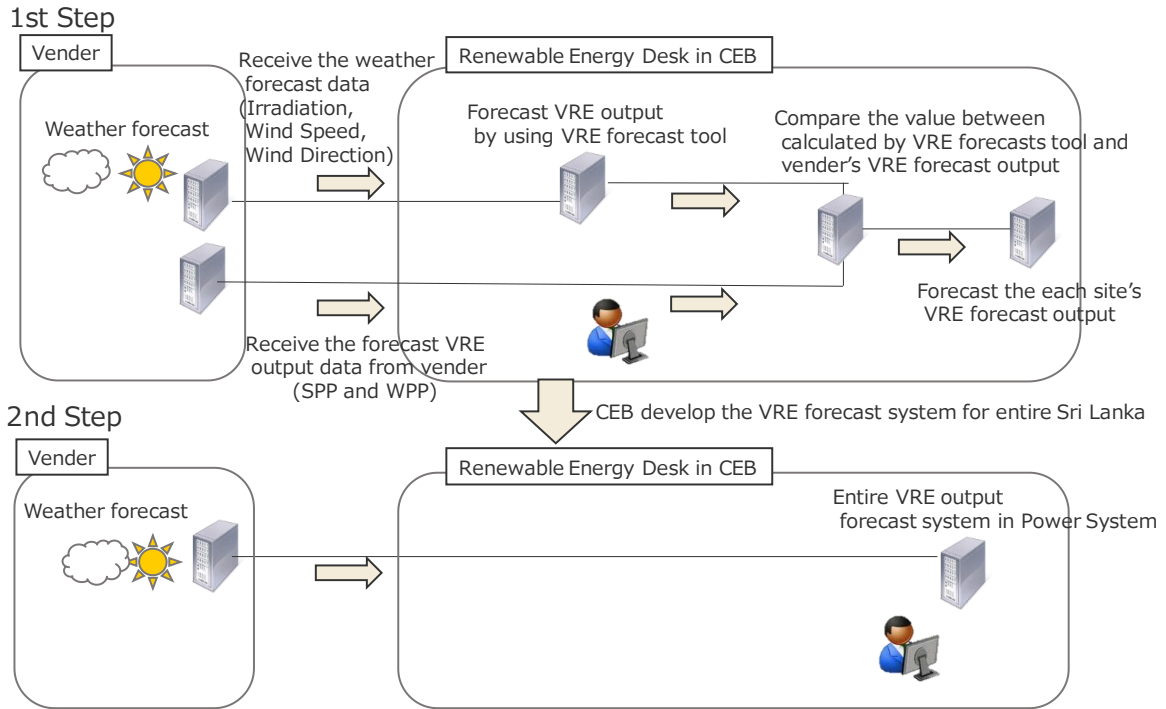 1st Step
Vender
Weather forecast
Receive the weather
forecast data
(Irradiation,
Wind Speed,
Wind Direction)
Renewable Energy Desk in CEB
Forecast VRE output
by using VRE forecast tool
Compare the value between
calculated by VRE forecasts tool and
vender's VRE forecast output
Forecast the each site's
VRE forecast output
Receive the forecast VRE
output data from vender
(SPP and WPP)
CEB develop the VRE forecast system for entire Sri Lanka
2nd Step
Vender
Weather forecast
Renewable Energy Desk in CEB
Entire VRE output
forecast system in Power System